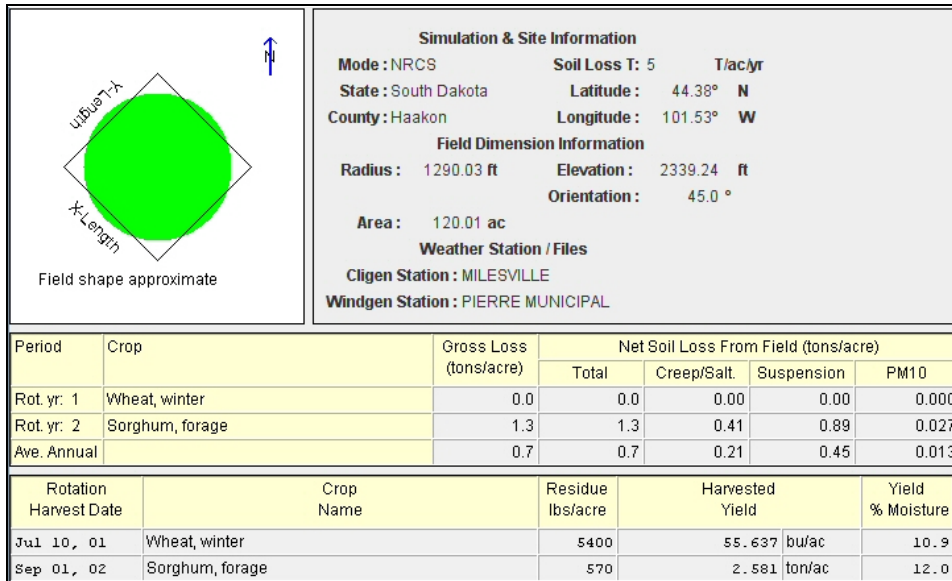 N
Y-Length
X-Length
Field shape approximate
Simulation & Site Information
Mode : NRCS Soil Loss T: 5 T/ac/yr
State : South Dakota Latitude : 44.38° N
County : Haakon Longitude : 101.53° W
Field Dimension Information
Radius : 1290.03 ft Elevation : 2339.24 ft
Orientation : 45.0 °
Area : 120.01 ac
Weather Station / Files
Cligen Station : MILESVILLE
Windgen Station : PIERRE MUNICIPAL
Period Crop Gross Loss Net Soil Loss From Field (tons/acre)
(tons/acre) Total Creep/Salt. Suspension PM10
Rot. yr: 1 Wheat, winter 0.0 0.0 0.00 0.00 0.000
Rot. yr: 2 Sorghum, forage 1.3 1.3 0.41 0.89 0.027
Ave. Annual 0.7 0.7 0.21 0.45 0.013
Rotation Crop Residue Harvested Yield
Harvest Date Name lbs/acre Yield % Moisture
Jul 10, 01 Wheat, winter 5400 55.637 bu/ac 10.9
Sep 01, 02 Sorghum, forage 570 2.581 ton/ac 12.0